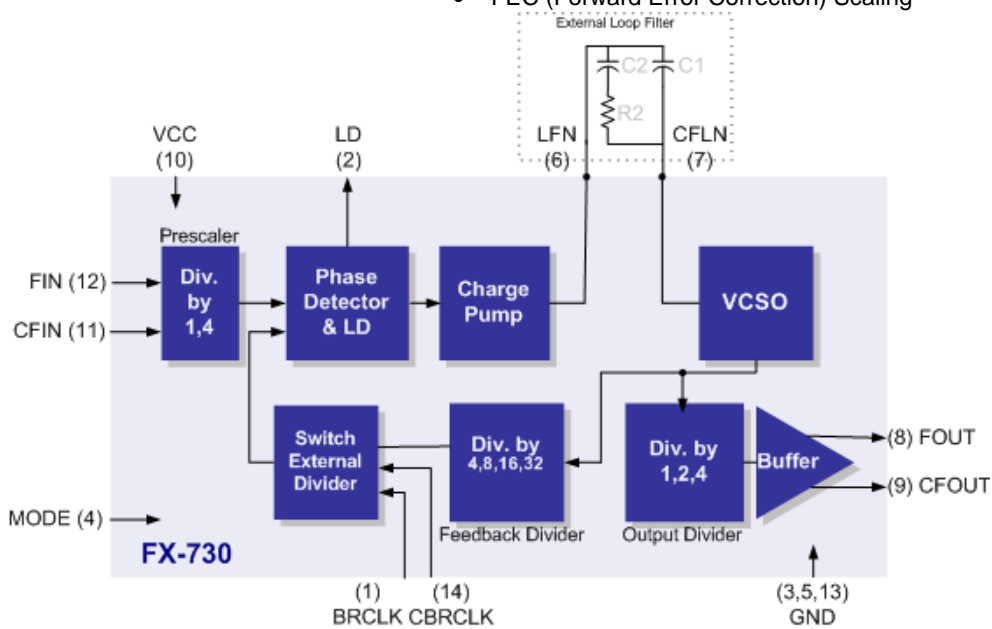 FEC (Forward Error Correction) Scaling
External Loop Filter
C2
C1
R2
VCC
(10)
LD
(2)
LFN
(6)
CFLN
(7)
Prescaler
FIN (12)
CFIN (11)
Div.
by
1,4
Phase
Detector
& LD
Charge
Pump
VCSO
Switch
External
Divider
Div. by
4,8,16,32
Div. by
1,2,4
Buffer
(8) FOUT
(9) CFOUT
MODE (4)
Feedback Divider
Output Divider
FX-730
(1)
BRCLK
(14)
CBRCLK
(3,5,13)
GND